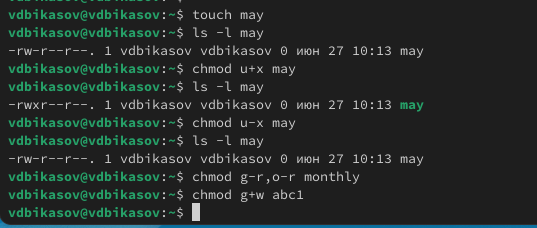 vdbikasov@vdbikasov:~$ touch may
vdbikasov@vdbikasov:~$ ls -l may
-rw-r--r--. 1 vdbikasov vdbikasov 0 июн 27 10:13 may
vdbikasov@vdbikasov:~$ chmod u+x may
vdbikasov@vdbikasov:~$ ls -l may
-rwxr--r--. 1 vdbikasov vdbikasov 0 июн 27 10:13 may
vdbikasov@vdbikasov:~$ chmod u-x may
vdbikasov@vdbikasov:~$ ls -l may
-rw-r--r--. 1 vdbikasov vdbikasov 0 июн 27 10:13 may
vdbikasov@vdbikasov:~$ chmod g-r,o-r monthly
vdbikasov@vdbikasov:~$ chmod g+w abc1
vdbikasov@vdbikasov:~$